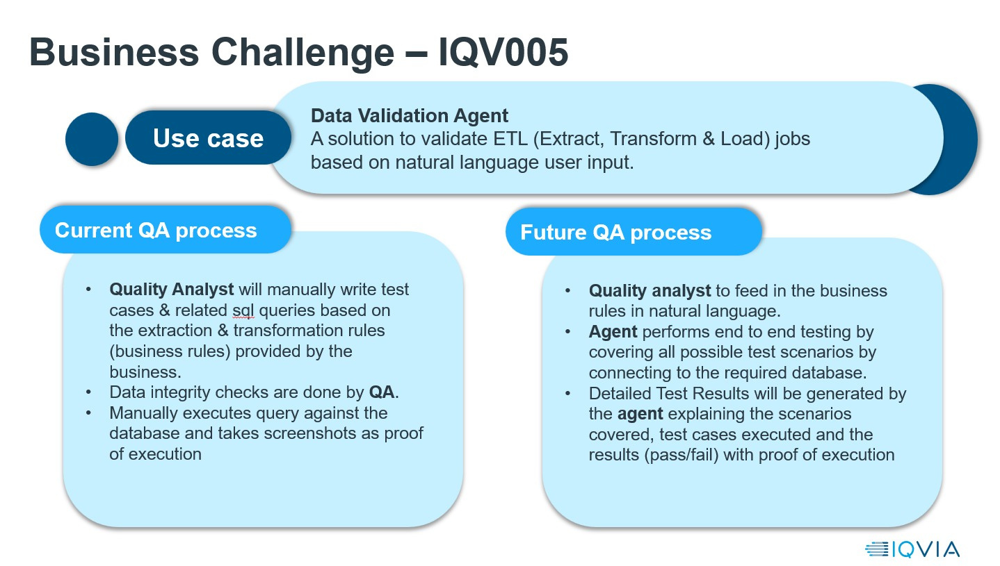 Business Challenge – IQV005
Use case
Data Validation Agent
A solution to validate ETL (Extract, Transform & Load) jobs
based on natural language user input.
Current QA process
• Quality Analyst will manually write test
cases & related sql queries based on
the extraction & transformation rules
(business rules) provided by the
business.
• Data integrity checks are done by QA.
• Manually executes query against the
database and takes screenshots as proof
of execution
Future QA process
• Quality analyst to feed in the business
rules in natural language.
• Agent performs end to end testing by
covering all possible test scenarios by
connecting to the required database.
• Detailed Test Results will be generated by
the agent explaining the scenarios
covered, test cases executed and the
results (pass/fail) with proof of execution
IQVIA